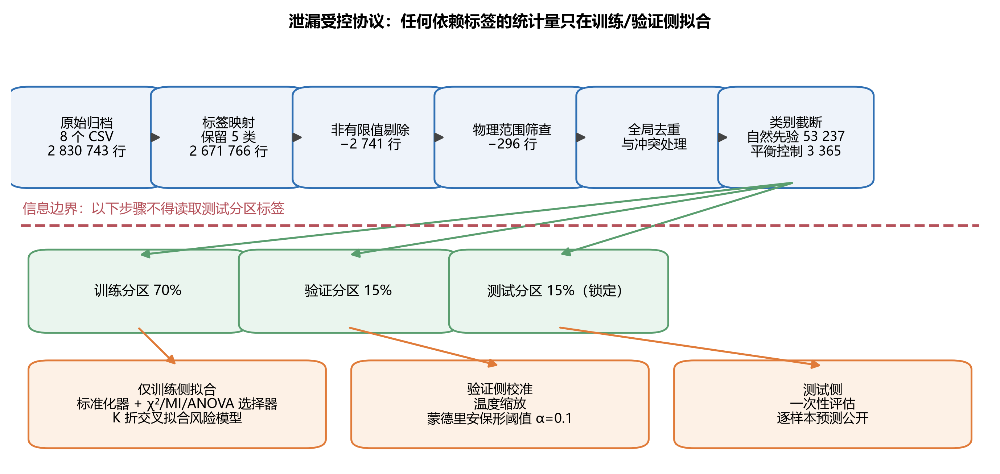 泄漏受控协议：任何依赖标签的统计量只在训练/验证侧拟合
原始归档
8 个 CSV
2 830 743 行
标签映射
保留 5 类
2 671 766 行
非有限值剔除
−2 741 行
物理范围筛查
−296 行
全局去重
与冲突处理
类别截断
自然先验 53 237
平衡控制 3 365
信息边界：以下步骤不得读取测试分区标签
训练分区 70%
验证分区 15%
测试分区 15%（锁定）
仅训练侧拟合
标准化器 + χ²/MI/ANOVA 选择器
K 折交叉拟合风险模型
验证侧校准
温度缩放
蒙德里安保形阈值 α=0.1
测试侧
一次性评估
逐样本预测公开